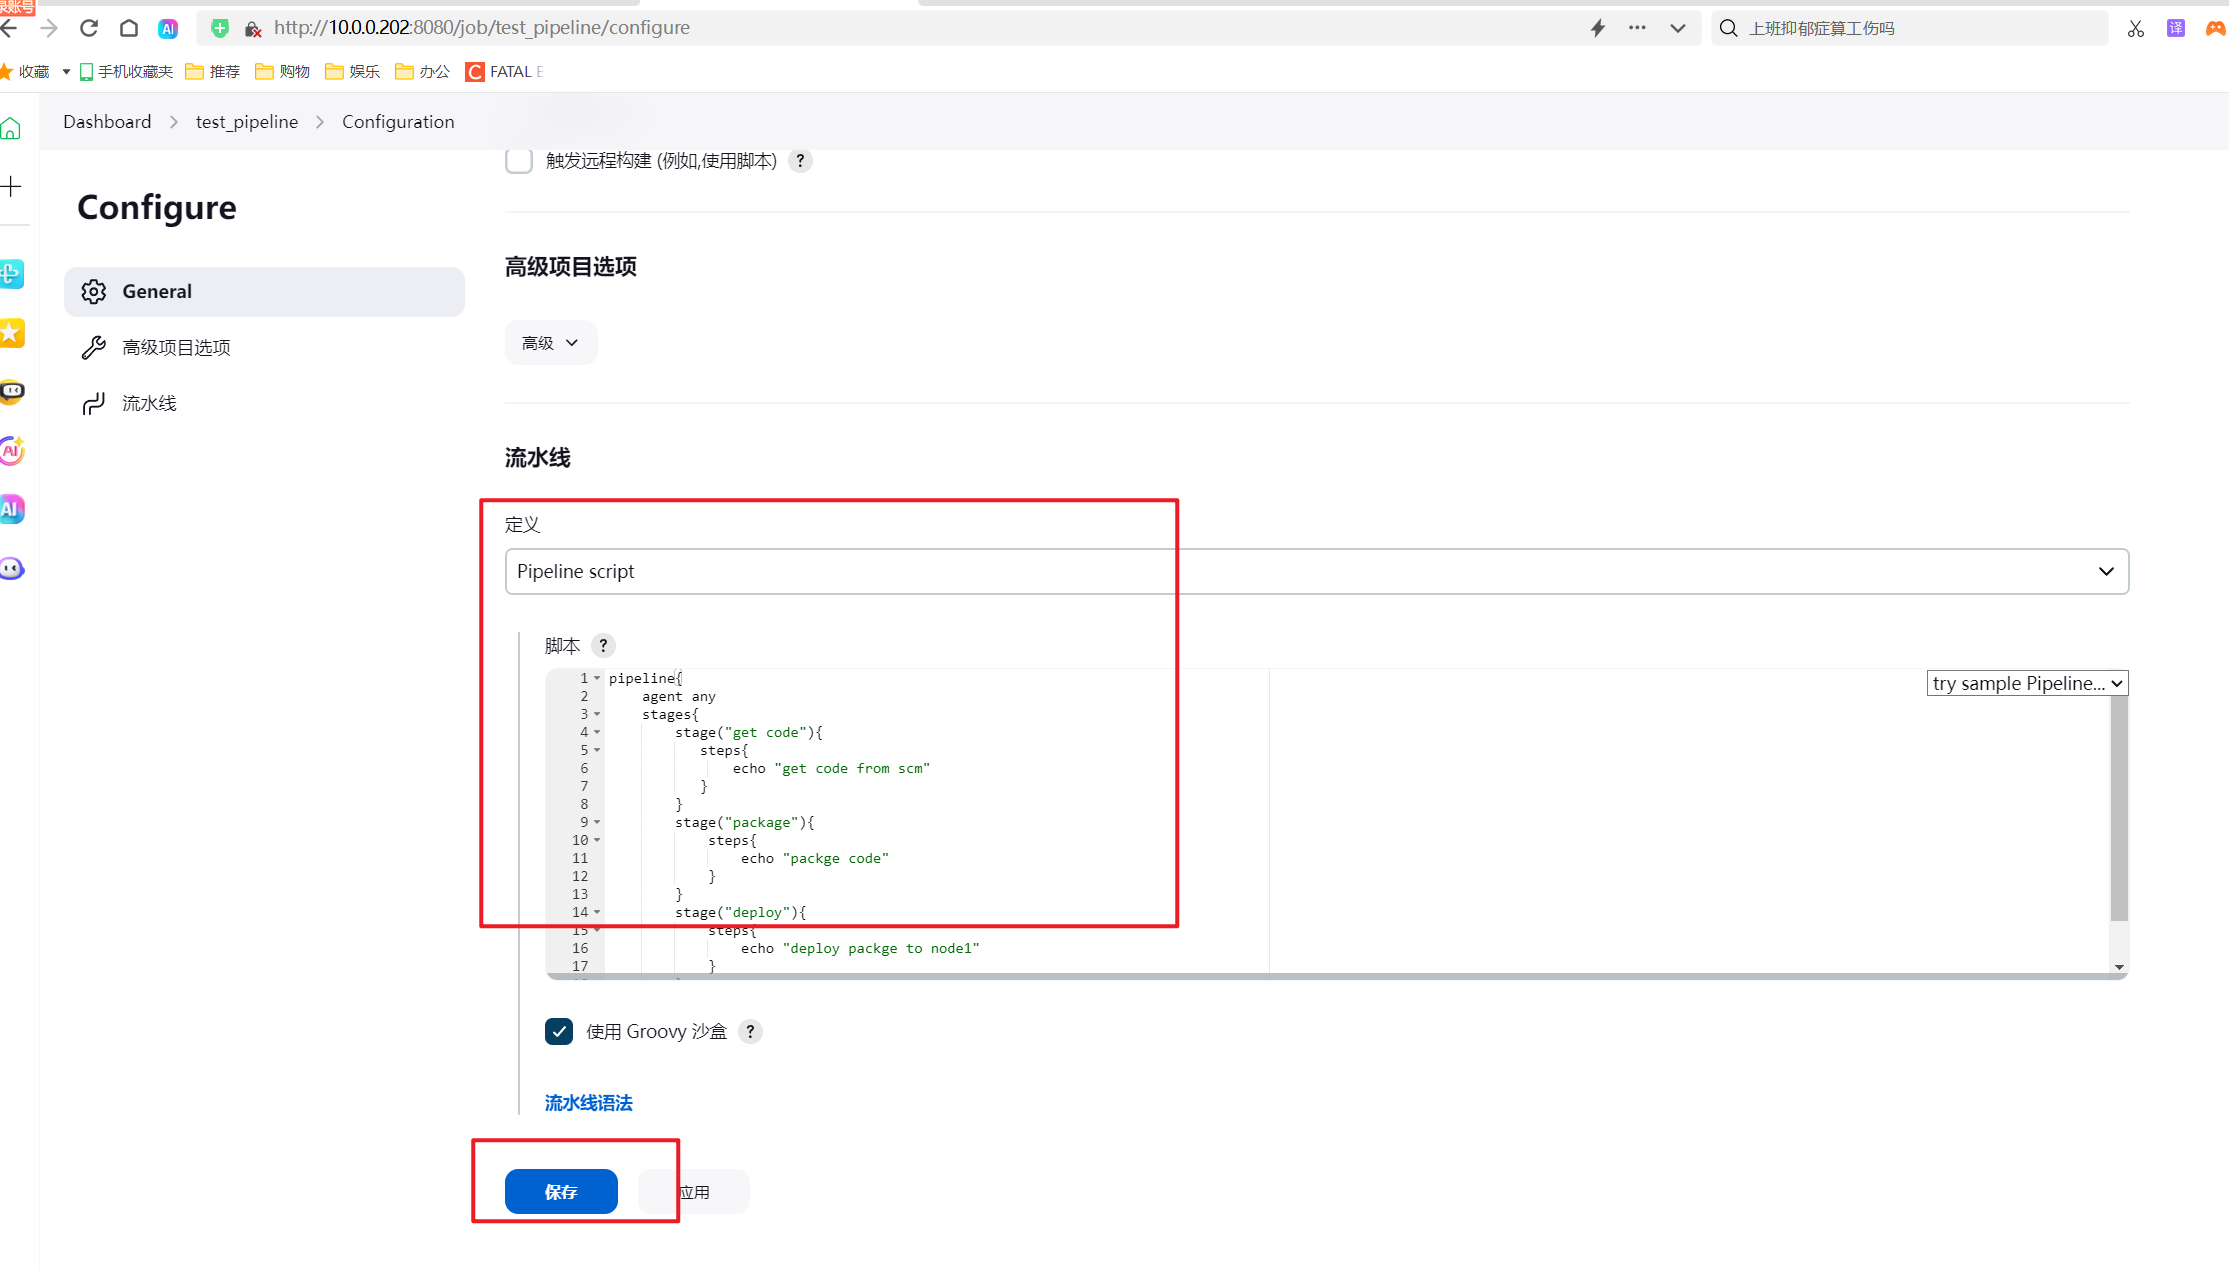 录账号
http://10.0.0.202:8080/job/test_pipeline/configure
上班抑郁症算工伤吗
译
AI
收藏
手机收藏夹
推荐
购物
娱乐
办公
C
FATAL E
Dashboard > test_pipeline > Configuration
触发远程构建 (例如,使用脚本) ?
Configure
General
高级项目选项
流水线
AI
AI
高级项目选项
高级
流水线
定义
Pipeline script
脚本 ?
try sample Pipeline...
1 pipeline{
2 agent any
3 stages{
4 stage("get code"){
5 steps{
6 echo "get code from scm"
7 }
8 }
9 stage("package"){
10 steps{
11 echo "packge code"
12 }
13 }
14 stage("deploy"){
15 steps{
16 echo "deploy packge to node1"
17 }
使用 Groovy 沙盒 ?
流水线语法
保存
应用